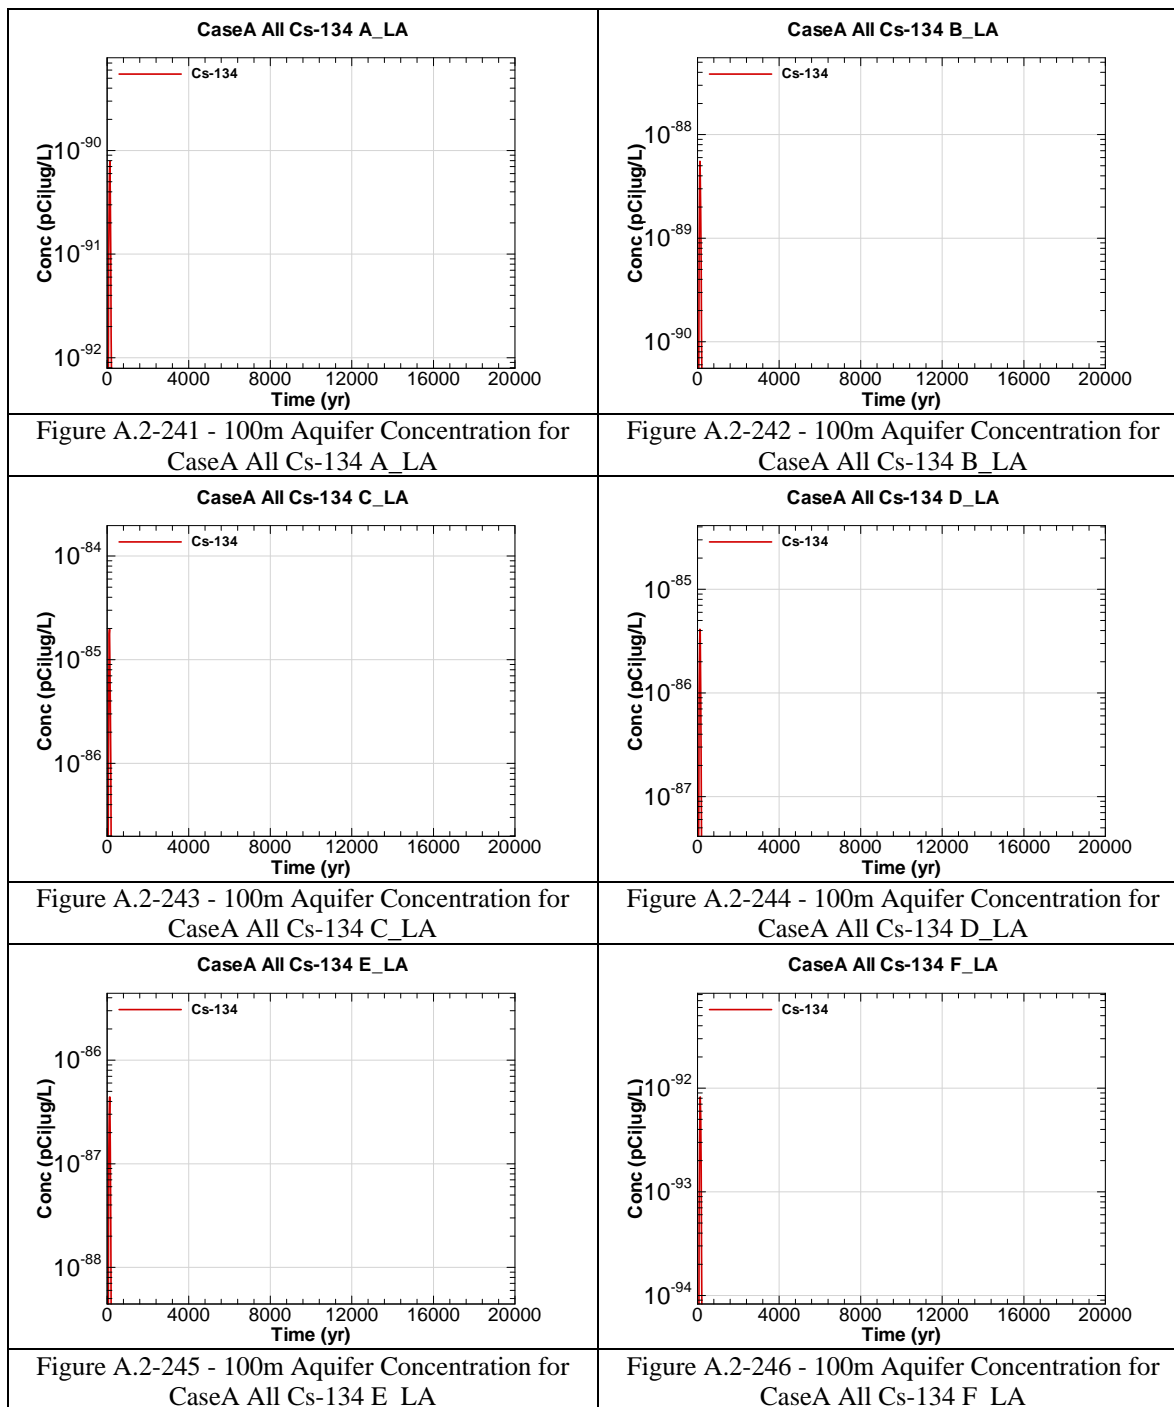 CaseA All Cs-134 A_LA
Cs-134
Conc (pCi|ug/L)
10-90
10-91
10-92
0 4000 8000 12000 16000 20000
Time (yr)
Figure A.2-241 - 100m Aquifer Concentration for
CaseA All Cs-134 A_LA
CaseA All Cs-134 B_LA
Cs-134
Conc (pCi|ug/L)
10-88
10-89
10-90
0 4000 8000 12000 16000 20000
Time (yr)
Figure A.2-242 - 100m Aquifer Concentration for
CaseA All Cs-134 B_LA
CaseA All Cs-134 C_LA
Cs-134
Conc (pCi|ug/L)
10-84
10-85
10-86
0 4000 8000 12000 16000 20000
Time (yr)
Figure A.2-243 - 100m Aquifer Concentration for
CaseA All Cs-134 C_LA
CaseA All Cs-134 D_LA
Cs-134
Conc (pCi|ug/L)
10-85
10-86
10-87
0 4000 8000 12000 16000 20000
Time (yr)
Figure A.2-244 - 100m Aquifer Concentration for
CaseA All Cs-134 D_LA
CaseA All Cs-134 E_LA
Cs-134
Conc (pCi|ug/L)
10-86
10-87
10-88
0 4000 8000 12000 16000 20000
Time (yr)
Figure A.2-245 - 100m Aquifer Concentration for
CaseA All Cs-134 E_LA
CaseA All Cs-134 F_LA
Cs-134
Conc (pCi|ug/L)
10-92
10-93
10-94
0 4000 8000 12000 16000 20000
Time (yr)
Figure A.2-246 - 100m Aquifer Concentration for
CaseA All Cs-134 F_LA